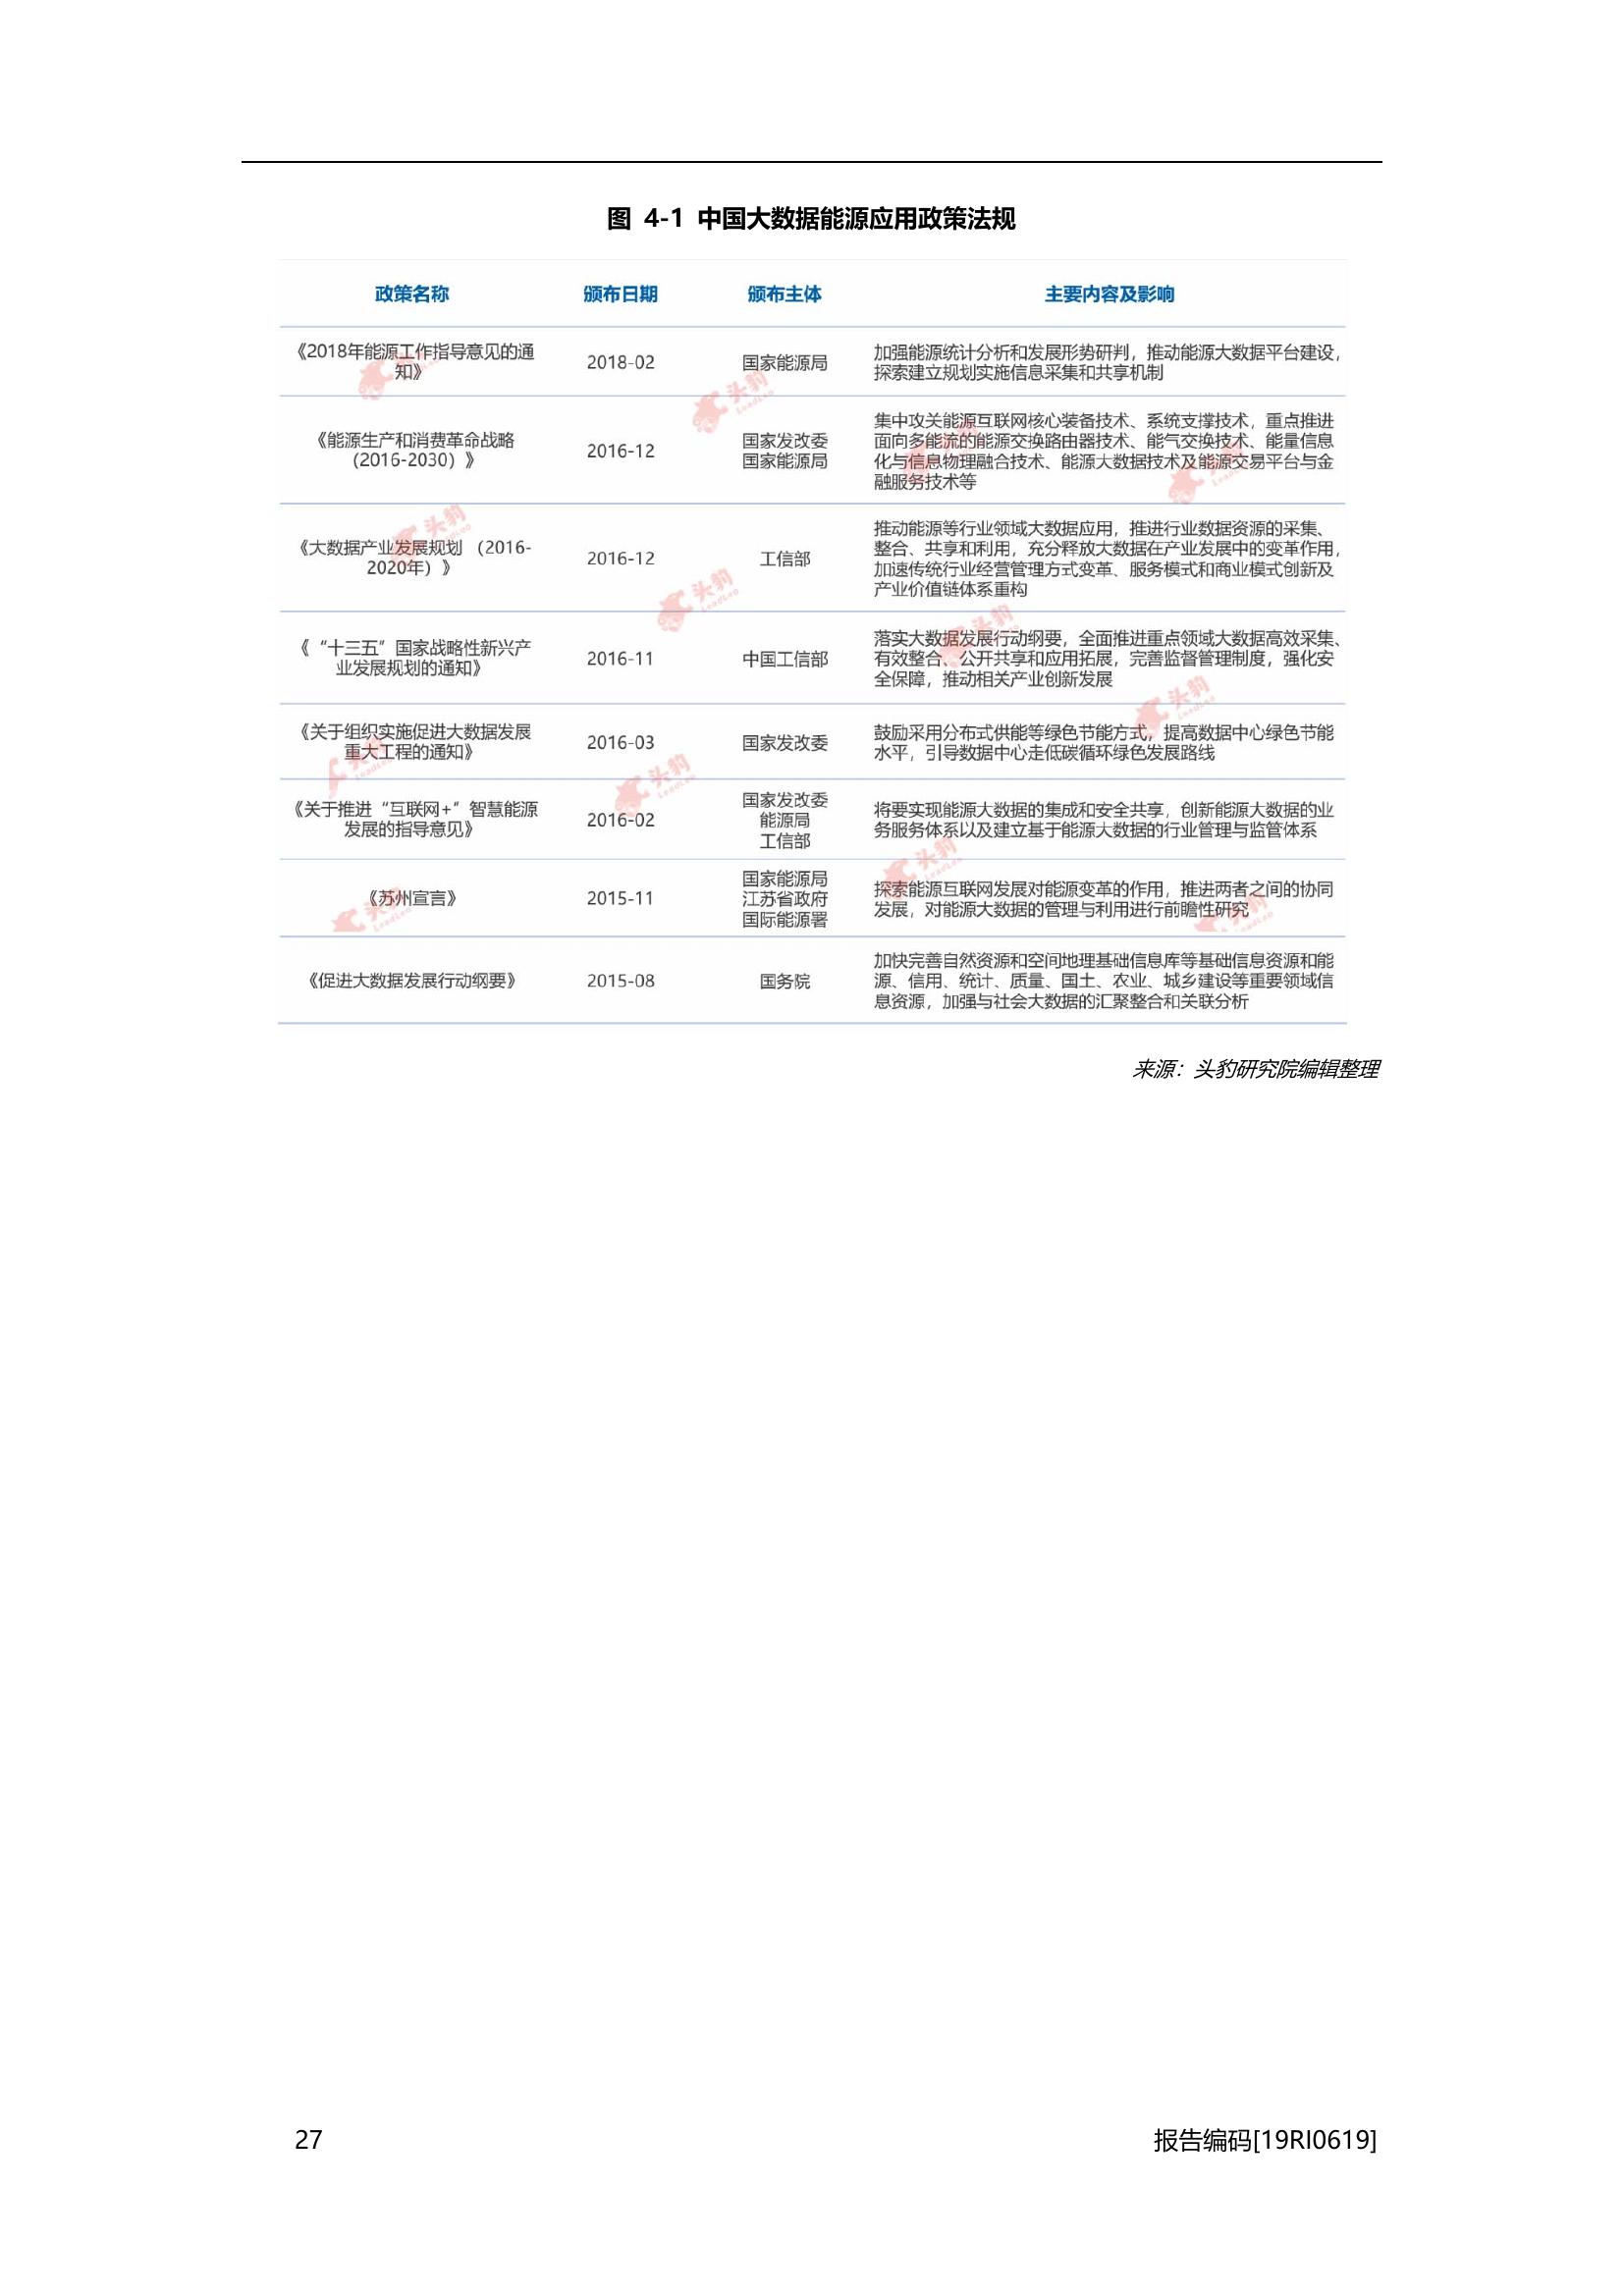 图 4-1 中国大数据能源应用政策法规
政策名称 颁布日期 颁布主体 主要内容及影响
《2018年能源工作指导意见的通
知》
2018-02
国家能源局
加强能源统计分析和发展形势研判，推动能源大数据平台建设，
探索建立规划实施信息采集和共享机制
《能源生产和消费革命战略
（2016-2030）》
2016-12
国家发改委
国家能源局
集中攻关能源互联网核心装备技术、系统支撑技术，重点推进
面向多能流的能源交换路由器技术、能气交换技术、能量信息
化与信息物理融合技术、能源大数据技术及能源交易平台与金
融服务技术等
《大数据产业发展规划 （2016-
2020年）》
2016-12
工信部
推动能源等行业领域大数据应用，推进行业数据资源的采集、
整合、共享和利用，充分释放大数据在产业发展中的变革作用，
加速传统行业经营管理方式变革、服务模式和商业模式创新及
产业价值链体系重构
《“十三五”国家战略性新兴产
业发展规划的通知》
2016-11
中国工信部
落实大数据发展行动纲要，全面推进重点领域大数据高效采集、
有效整合、公开共享和应用拓展，完善监督管理制度，强化安
全保障，推动相关产业创新发展
《关于组织实施促进大数据发展
重大工程的通知》
2016-03
国家发改委
鼓励采用分布式供能等绿色节能方式，提高数据中心绿色节能
水平，引导数据中心走低碳循环绿色发展路线
《关于推进“互联网+”智慧能源
发展的指导意见》
2016-02
国家发改委
能源局
工信部
将要实现能源大数据的集成和安全共享，创新能源大数据的业
务服务体系以及建立基于能源大数据的行业管理与监管体系
《苏州宣言》
2015-11
国家能源局
江苏省政府
国际能源署
探索能源互联网发展对能源变革的作用，推进两者之间的协同
发展，对能源大数据的管理与利用进行前瞻性研究
《促进大数据发展行动纲要》
2015-08
国务院
加快完善自然资源和空间地理基础信息库等基础信息资源和能
源、信用、统计、质量、国土、农业、城乡建设等重要领域信
息资源，加强与社会大数据的汇聚整合和关联分析
来源：头豹研究院编辑整理
27
报告编码[19RI0619]